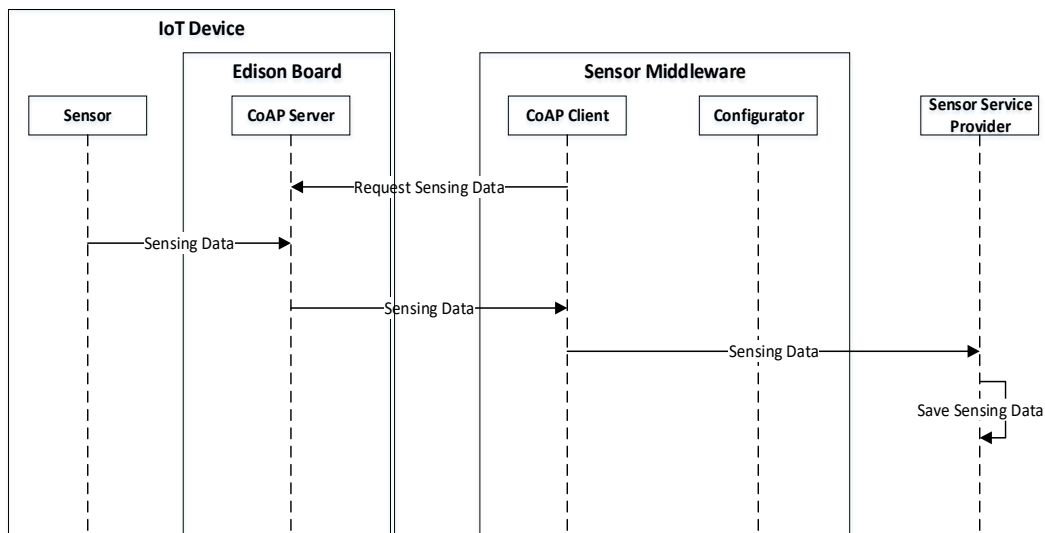 IoT Device
Edison Board
Sensor Middleware
Sensor
CoAP Server
CoAP Client
Configurator
Sensor Service
Provider
Request Sensing Data
Sensing Data
Sensing Data
Sensing Data
Save Sensing Data